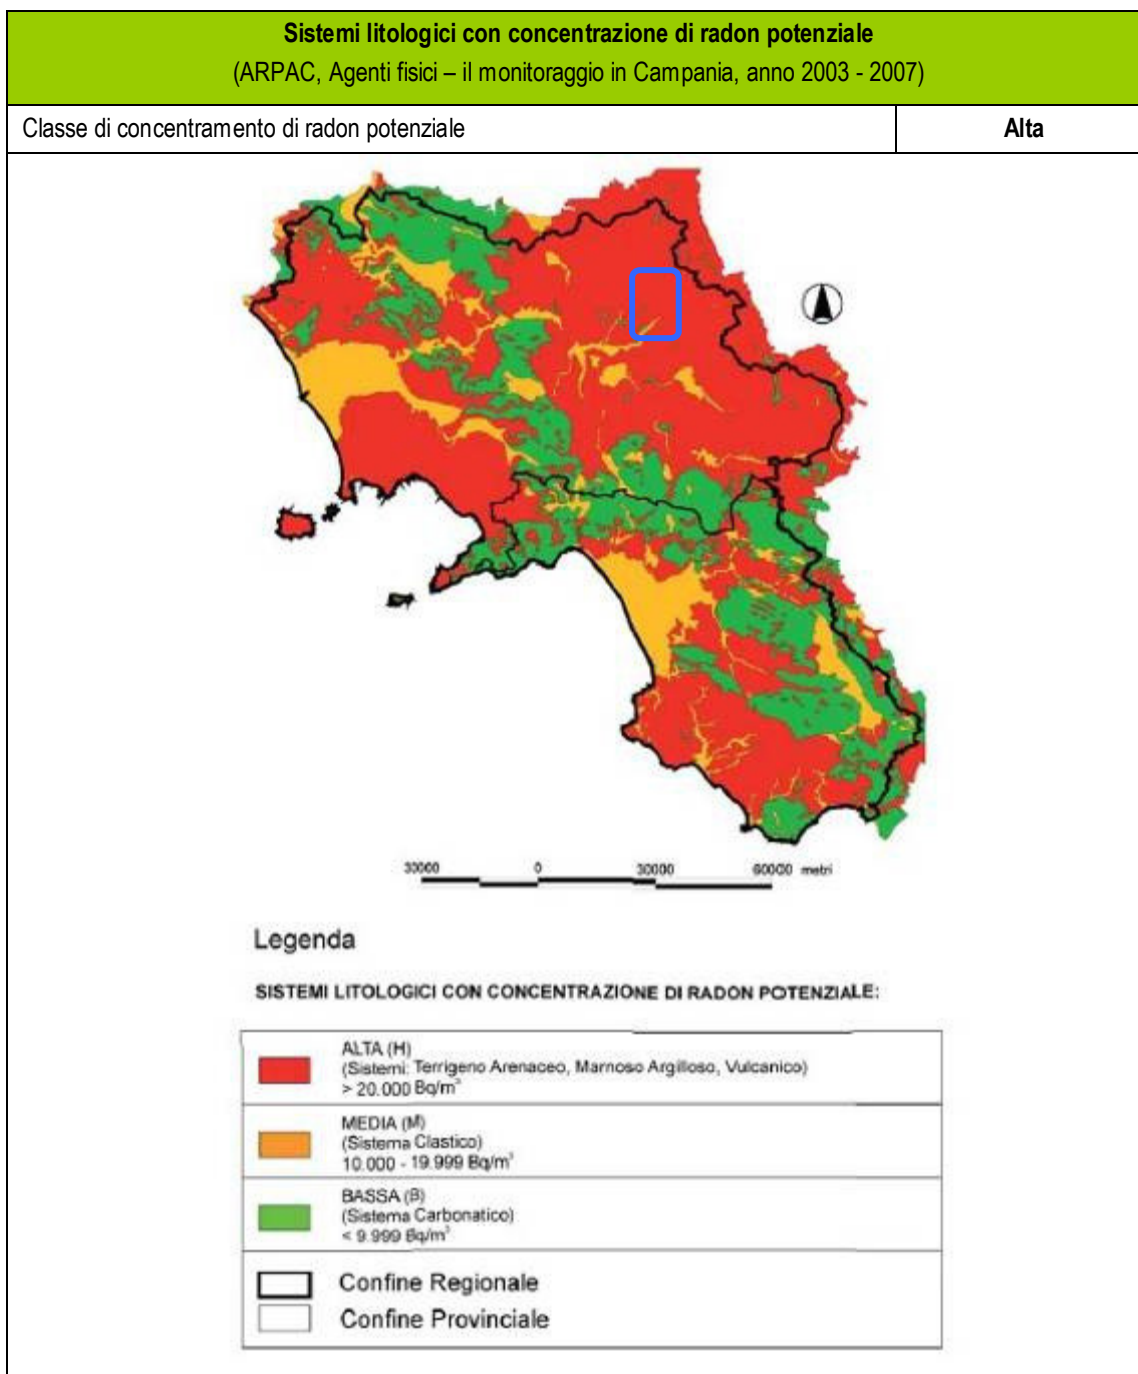 Sistemi litologici con concentrazione di radon potenziale
(ARPAC, Agenti fisici – il monitoraggio in Campania, anno 2003 - 2007)
Classe di concentramento di radon potenziale Alta
30000 0 30000 60000 metri
Legenda
SISTEMI LITOLOGICI CON CONCENTRAZIONE DI RADON POTENZIALE:
ALTA (H)
(Sistemi: Terrigeno Arenaceo, Marnoso Argilloso, Vulcanico)
> 20.000 Bq/m³
MEDIA (M)
(Sistema Clastico)
10.000 - 19.999 Bq/m³
BASSA (B)
(Sistema Carbonatico)
< 9.999 Bq/m³
Confine Regionale
Confine Provinciale